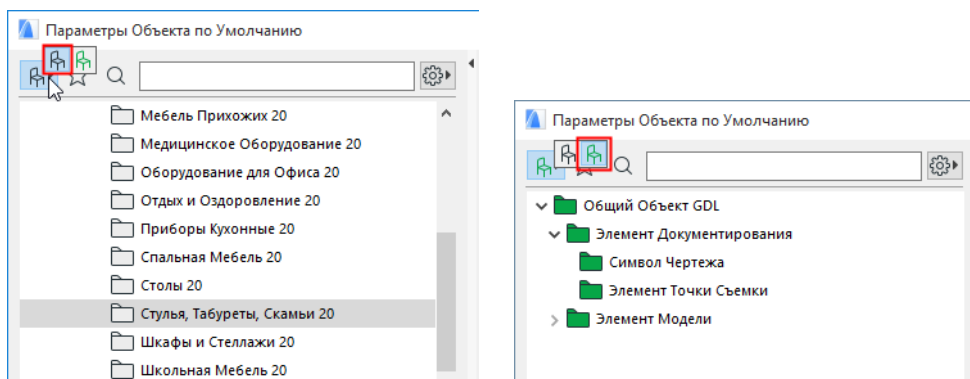 Параметры Объекта по Умолчанию
Мебель Прихожих 20
Медицинское Оборудование 20
Оборудование для Офиса 20
Отдых и Оздоровление 20
Приборы Кухонные 20
Спальная Мебель 20
Столы 20
Стулья, Табуреты, Скамьи 20
Шкафы и Стеллажи 20
Школьная Мебель 20
Параметры Объекта по Умолчанию
Общий Объект GDL
Элемент Документирования
Символ Чертежа
Элемент Точки Съемки
Элемент Модели